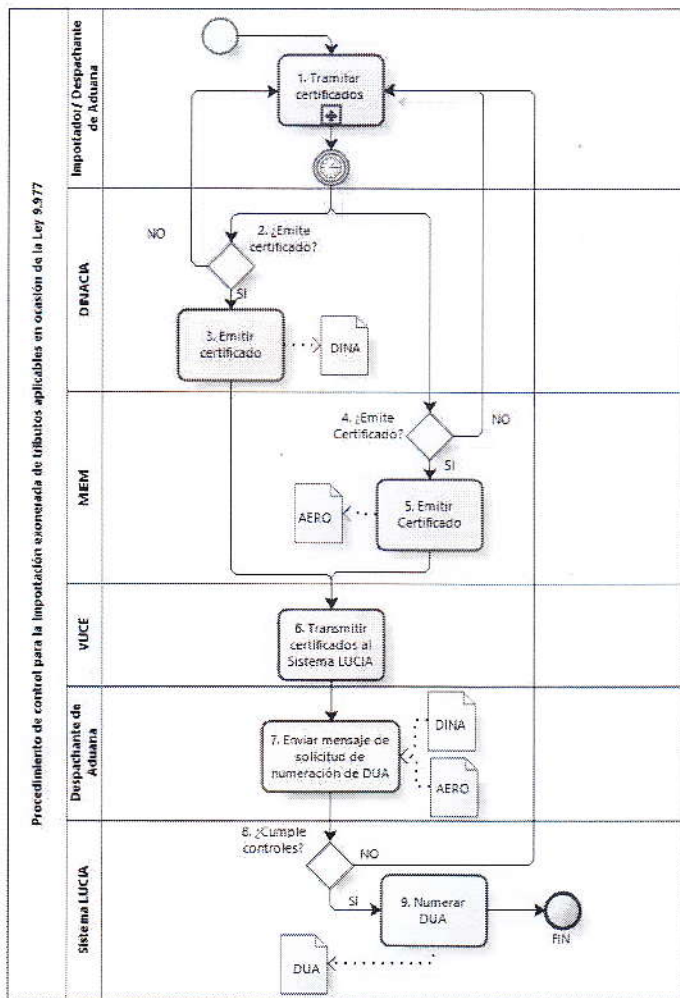 Procedimiento de control para la Importación exonerada de tributos aplicables en ocasión de la Ley 9.977
Importador/ Despachante
de Aduana
1. Tramitar
certificados
DINACIA
NO
2. ¿Emite
certificado?
SI
3. Emitir
certificado
DINA
MIEM
4. ¿Emite
Certificado?
NO
SI
AERO
5. Emitir
Certificado
VUCE
6. Transmitir
certificados al
Sistema LUCIA
Despachante de
Aduana
7. Enviar mensaje de
solicitud de
numeración de DUA
DINA
AERO
Sistema LUCIA
8. ¿Cumple
controles?
NO
SI
9. Numerar
DUA
FIN
DUA